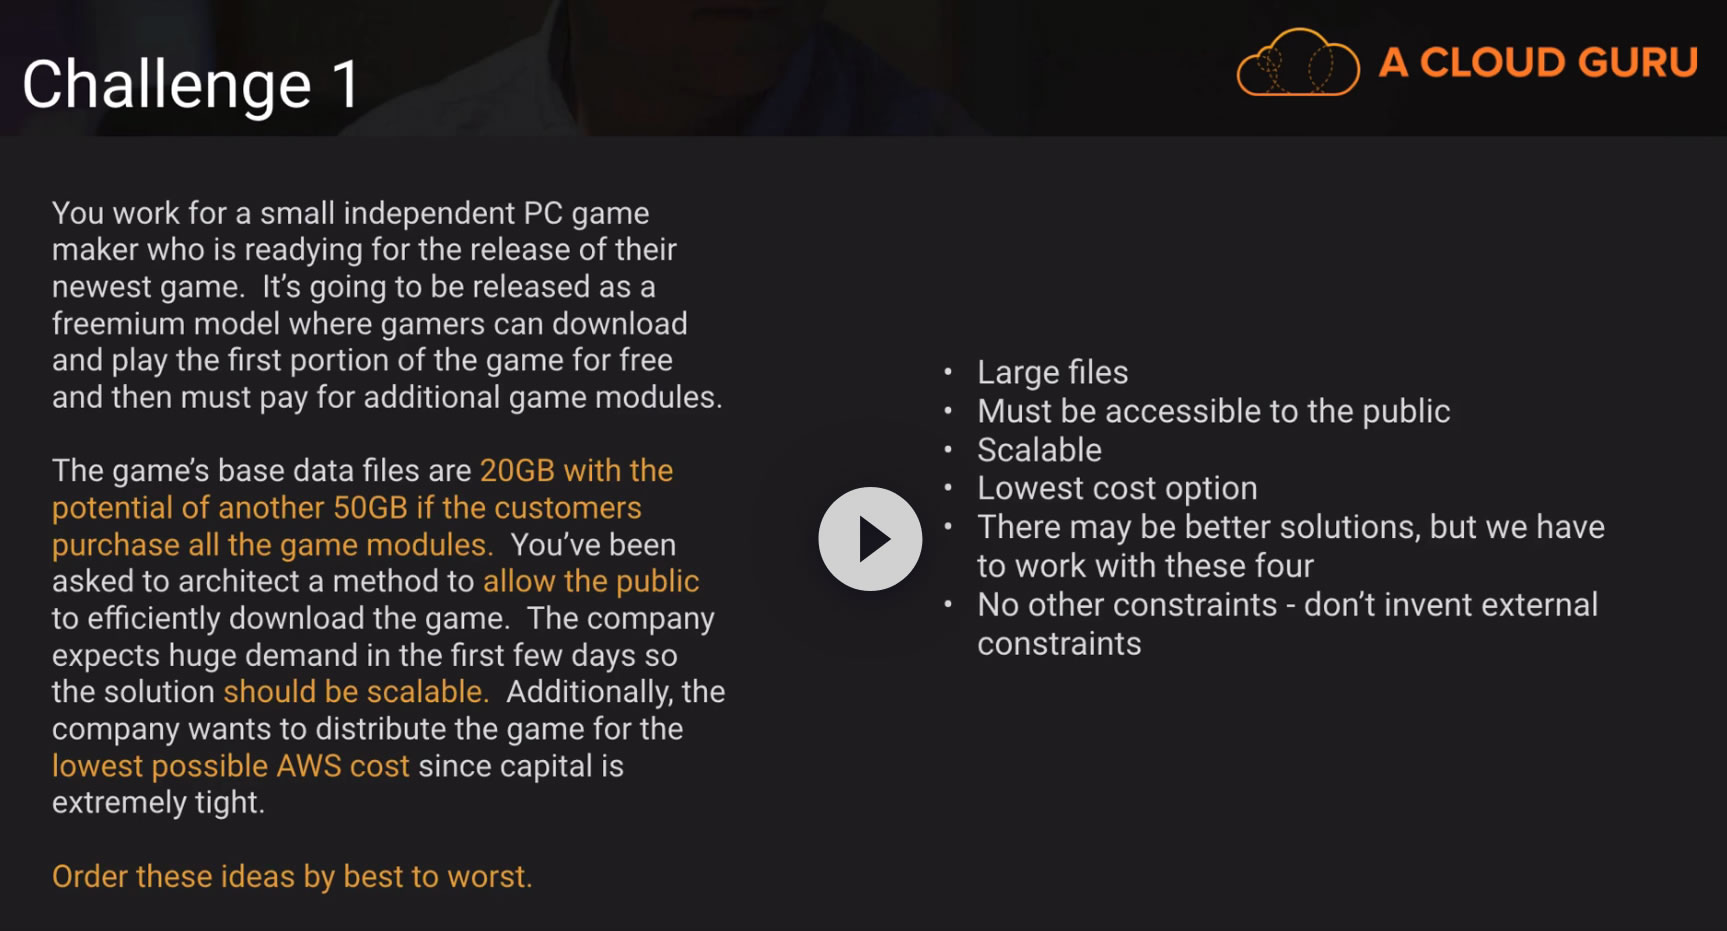 Challenge 1
A CLOUD GURU
You work for a small independent PC game
maker who is readying for the release of their
newest game.  It’s going to be released as a
freemium model where gamers can download
and play the first portion of the game for free
and then must pay for additional game modules.
The game’s base data files are 20GB with the
potential of another 50GB if the customers
purchase all the game modules.  You’ve been
asked to architect a method to allow the public
to efficiently download the game.  The company
expects huge demand in the first few days so
the solution should be scalable.  Additionally, the
company wants to distribute the game for the
lowest possible AWS cost since capital is
extremely tight.
Order these ideas by best to worst.
• Large files
• Must be accessible to the public
• Scalable
• Lowest cost option
• There may be better solutions, but we have
to work with these four
• No other constraints - don’t invent external
constraints